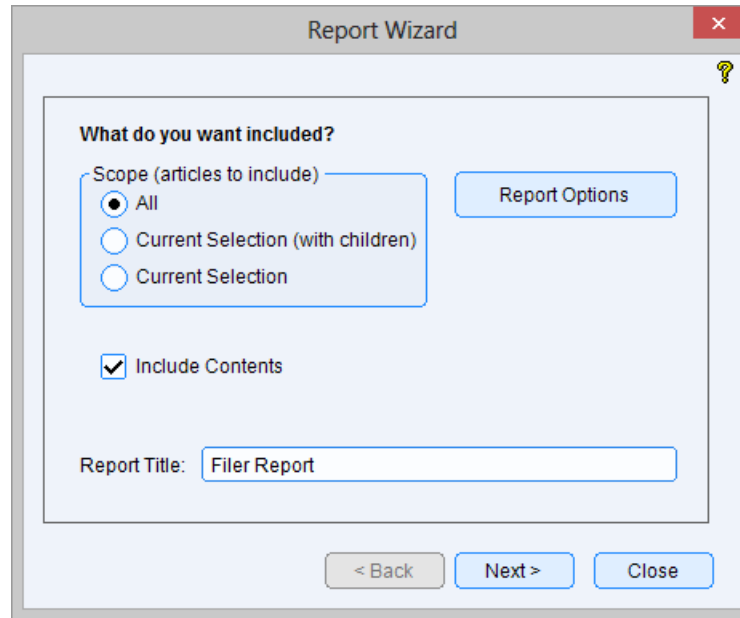 Report Wizard
What do you want included?
Scope (articles to include)
All
Current Selection (with children)
Current Selection
Report Options
Include Contents
Report Title: Filer Report
< Back Next > Close